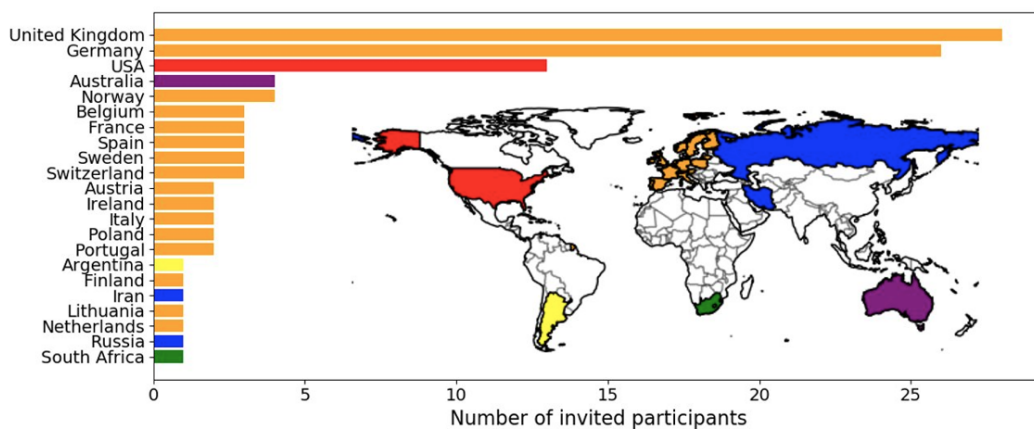 United Kingdom
Germany
USA
Australia
Norway
Belgium
France
Spain
Sweden
Switzerland
Austria
Ireland
Italy
Poland
Portugal
Argentina
Finland
Iran
Lithuania
Netherlands
Russia
South Africa
0 5 10 15 20 25
Number of invited participants